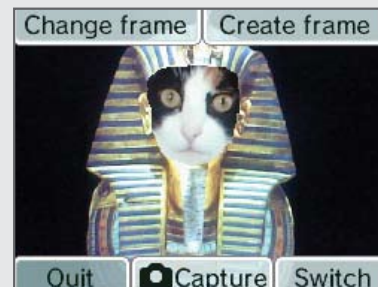 Change frame
Create frame
Quit
Capture
Switch